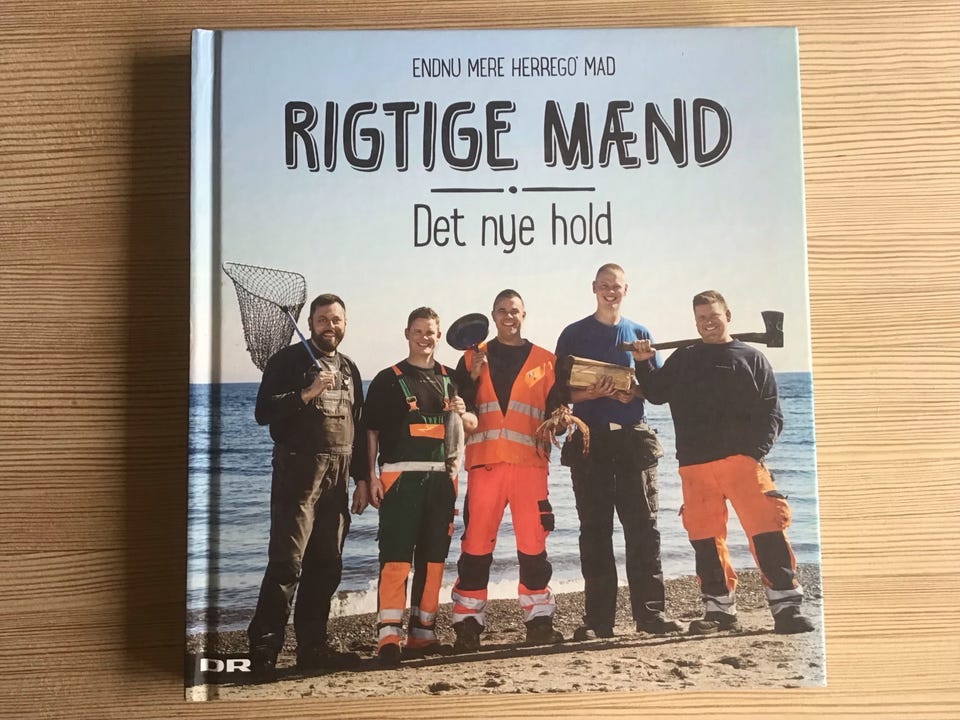 ENDNU MERE HERREGO' MAD
RIGTIGE MÆND
Det nye hold
DR